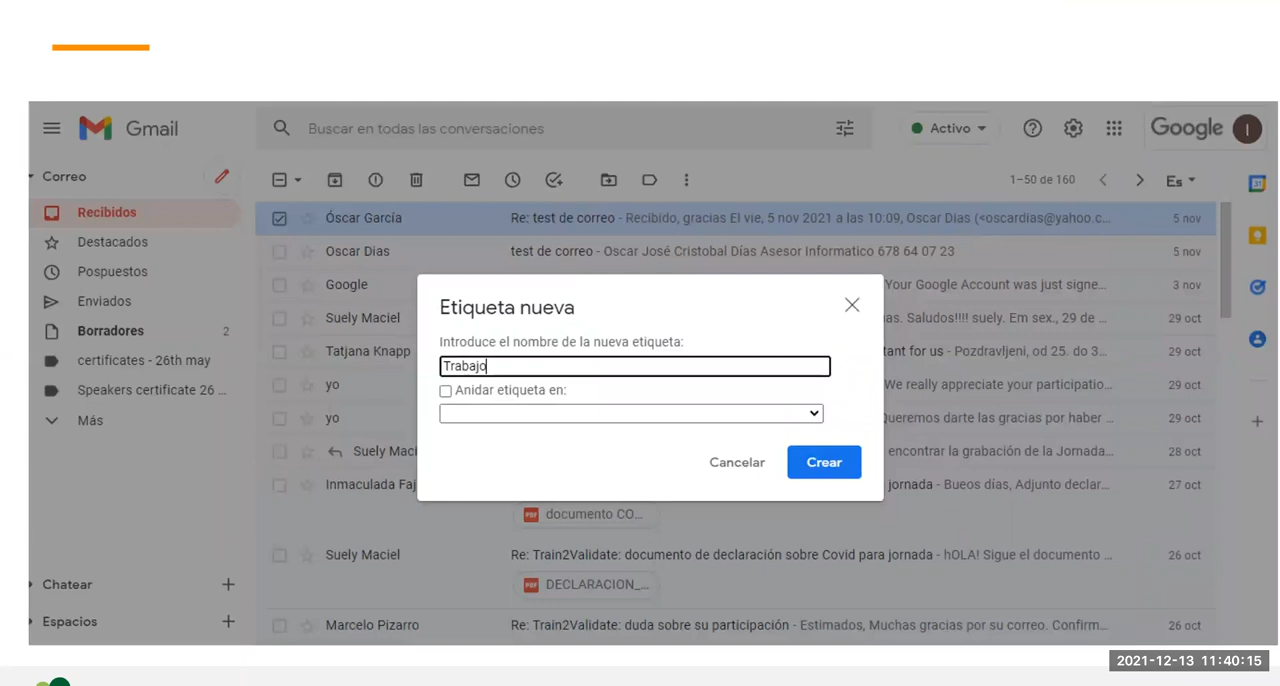 Gmail
Buscar en todas las conversaciones
Activo
Google
I
Correo
1–50 de 160
Es
31
Recibidos
Óscar García Re: test de correo - Recibido, gracias El vie, 5 nov 2021 a las 10:09, Oscar Dias (<oscardias@yahoo.c... 5 nov
Destacados
Oscar Dias test de correo - Oscar José Cristobal Días Asesor Informatico 678 64 07 23 5 nov
Pospuestos
Google Your Google Account was just signe... 3 nov
Enviados
Suely Maciel as. Saludos!!!! suely. Em sex., 29 de ... 29 oct
Borradores 2
Tatjana Knapp tant for us - Pozdravljeni, od 25. do 3... 29 oct
certificates - 26th may
yo We really appreciate your participatio... 29 oct
Speakers certificate 26 ...
yo Queremos darte las gracias por haber ... 29 oct
Más
Suely Maci encontrar la grabación de la Jornada... 28 oct
Inmaculada Faj jornada - Bueos días, Adjunto declar... 27 oct
PDF documento CO...
Suely Maciel Re: Train2Validate: documento de declaración sobre Covid para jornada - hOLA! Sigue el documento ... 26 oct
PDF DECLARACION_...
Chatear
Espacios
Marcelo Pizarro Re: Train2Validate: duda sobre su participación - Estimados, Muchas gracias por su correo. Confirm... 26 oct
Etiqueta nueva
Introduce el nombre de la nueva etiqueta:
Trabajo
Anidar etiqueta en:
Cancelar
Crear
2021-12-13 11:40:15